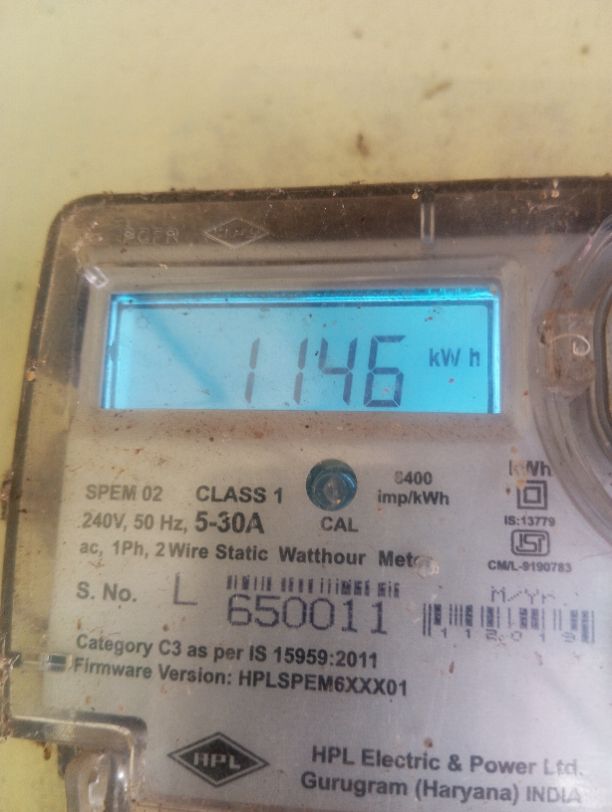 1146 kWh
SPEM 02 CLASS 1 6400
imp/kWh
kWh
240V, 50 Hz, 5-30A
CAL
IS:13779
ISI
CM/L-9190783
ac, 1Ph, 2 Wire Static Watthour Meter
S. No. L 650011
M/Yr.
112019
Category C3 as per IS 15959:2011
Firmware Version: HPLSPEM6XXX01
HPL
HPL Electric & Power Ltd.
Gurugram (Haryana) INDIA